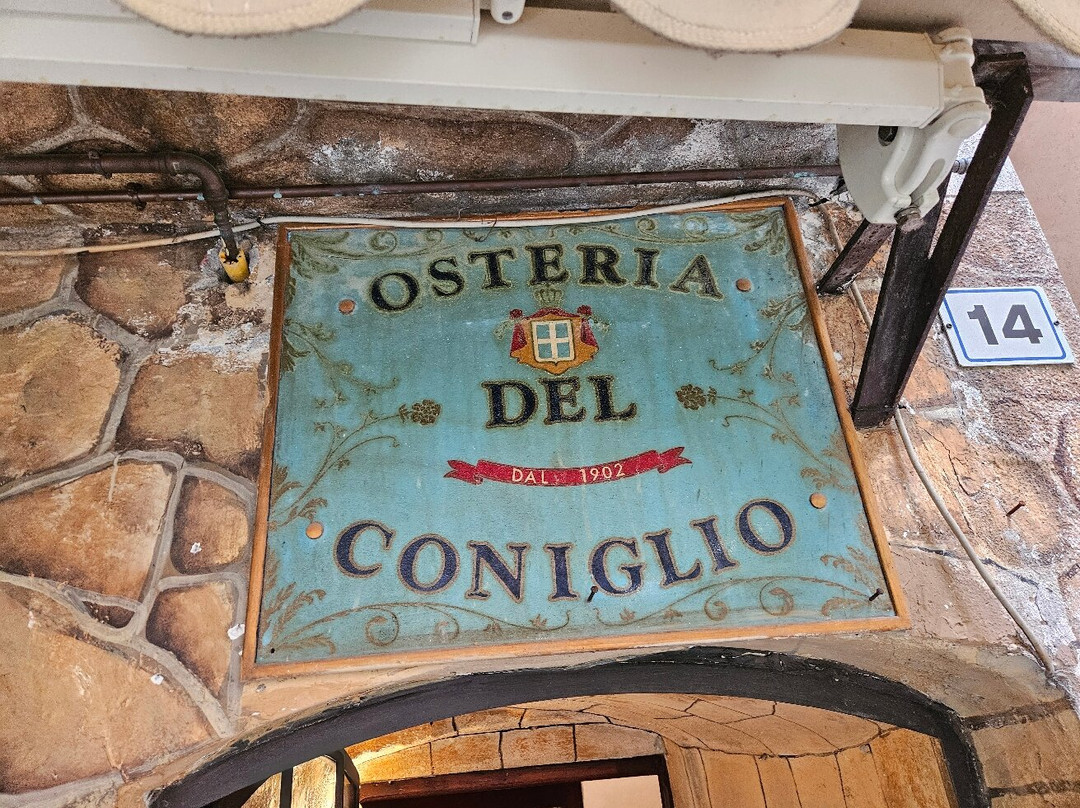 OSTERIA
DEL
DAL 1902
CONIGLIO
14